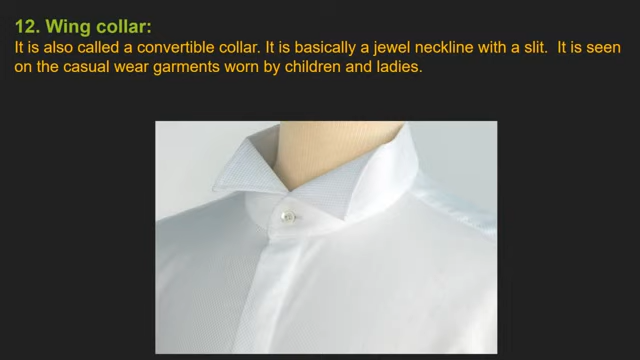 12. Wing collar:
It is also called a convertible collar. It is basically a jewel neckline with a slit.  It is seen
on the casual wear garments worn by children and ladies.